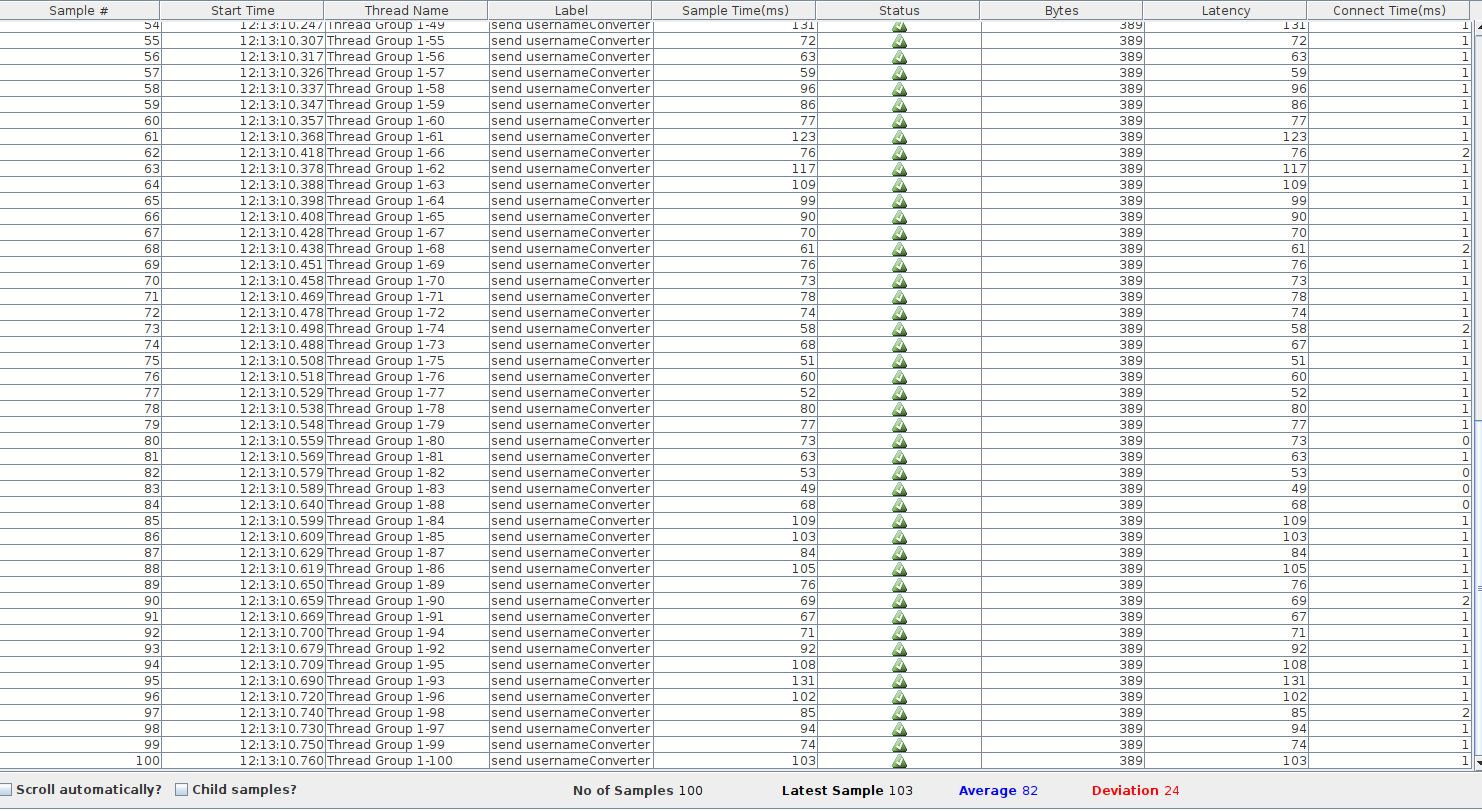 Sample # Start Time Thread Name Label Sample Time(ms) Status Bytes Latency Connect Time(ms)
54 12:13:10.247 Thread Group 1-49 send usernameConverter 131 389 131 1
55 12:13:10.307 Thread Group 1-55 send usernameConverter 72 389 72 1
56 12:13:10.317 Thread Group 1-56 send usernameConverter 63 389 63 1
57 12:13:10.326 Thread Group 1-57 send usernameConverter 59 389 59 1
58 12:13:10.337 Thread Group 1-58 send usernameConverter 96 389 96 1
59 12:13:10.347 Thread Group 1-59 send usernameConverter 86 389 86 1
60 12:13:10.357 Thread Group 1-60 send usernameConverter 77 389 77 1
61 12:13:10.368 Thread Group 1-61 send usernameConverter 123 389 123 1
62 12:13:10.418 Thread Group 1-66 send usernameConverter 76 389 76 2
63 12:13:10.378 Thread Group 1-62 send usernameConverter 117 389 117 1
64 12:13:10.388 Thread Group 1-63 send usernameConverter 109 389 109 1
65 12:13:10.398 Thread Group 1-64 send usernameConverter 99 389 99 1
66 12:13:10.408 Thread Group 1-65 send usernameConverter 90 389 90 1
67 12:13:10.428 Thread Group 1-67 send usernameConverter 70 389 70 1
68 12:13:10.438 Thread Group 1-68 send usernameConverter 61 389 61 2
69 12:13:10.451 Thread Group 1-69 send usernameConverter 76 389 76 1
70 12:13:10.458 Thread Group 1-70 send usernameConverter 73 389 73 1
71 12:13:10.469 Thread Group 1-71 send usernameConverter 78 389 78 1
72 12:13:10.478 Thread Group 1-72 send usernameConverter 74 389 74 1
73 12:13:10.498 Thread Group 1-74 send usernameConverter 58 389 58 2
74 12:13:10.488 Thread Group 1-73 send usernameConverter 68 389 67 1
75 12:13:10.508 Thread Group 1-75 send usernameConverter 51 389 51 1
76 12:13:10.518 Thread Group 1-76 send usernameConverter 60 389 60 1
77 12:13:10.529 Thread Group 1-77 send usernameConverter 52 389 52 1
78 12:13:10.538 Thread Group 1-78 send usernameConverter 80 389 80 1
79 12:13:10.548 Thread Group 1-79 send usernameConverter 77 389 77 1
80 12:13:10.559 Thread Group 1-80 send usernameConverter 73 389 73 0
81 12:13:10.569 Thread Group 1-81 send usernameConverter 63 389 63 1
82 12:13:10.579 Thread Group 1-82 send usernameConverter 53 389 53 0
83 12:13:10.589 Thread Group 1-83 send usernameConverter 49 389 49 0
84 12:13:10.640 Thread Group 1-88 send usernameConverter 68 389 68 0
85 12:13:10.599 Thread Group 1-84 send usernameConverter 109 389 109 1
86 12:13:10.609 Thread Group 1-85 send usernameConverter 103 389 103 1
87 12:13:10.629 Thread Group 1-87 send usernameConverter 84 389 84 1
88 12:13:10.619 Thread Group 1-86 send usernameConverter 105 389 105 1
89 12:13:10.650 Thread Group 1-89 send usernameConverter 76 389 76 1
90 12:13:10.659 Thread Group 1-90 send usernameConverter 69 389 69 2
91 12:13:10.669 Thread Group 1-91 send usernameConverter 67 389 67 1
92 12:13:10.700 Thread Group 1-94 send usernameConverter 71 389 71 1
93 12:13:10.679 Thread Group 1-92 send usernameConverter 92 389 92 1
94 12:13:10.709 Thread Group 1-95 send usernameConverter 108 389 108 1
95 12:13:10.690 Thread Group 1-93 send usernameConverter 131 389 131 1
96 12:13:10.720 Thread Group 1-96 send usernameConverter 102 389 102 1
97 12:13:10.740 Thread Group 1-98 send usernameConverter 85 389 85 2
98 12:13:10.730 Thread Group 1-97 send usernameConverter 94 389 94 1
99 12:13:10.750 Thread Group 1-99 send usernameConverter 74 389 74 1
100 12:13:10.760 Thread Group 1-100 send usernameConverter 103 389 103 1
Scroll automatically? Child samples? No of Samples 100 Latest Sample 103 Average 82 Deviation 24